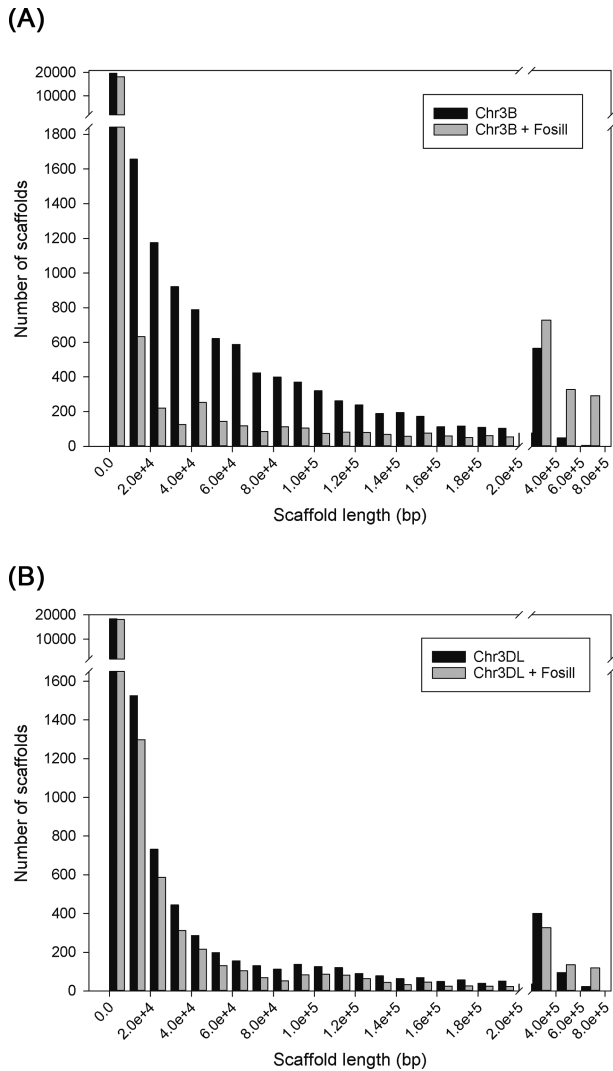 (A)
20000
10000
1800
1600
1400
1200
1000
800
600
400
200
0
Number of scaffolds
Chr3B
Chr3B + Fosill
0.0
2.0e+4
4.0e+4
6.0e+4
8.0e+4
1.0e+5
1.2e+5
1.4e+5
1.6e+5
1.8e+5
2.0e+5
4.0e+5
6.0e+5
8.0e+5
Scaffold length (bp)
(B)
20000
10000
1600
1400
1200
1000
800
600
400
200
0
Number of scaffolds
Chr3DL
Chr3DL + Fosill
0.0
2.0e+4
4.0e+4
6.0e+4
8.0e+4
1.0e+5
1.2e+5
1.4e+5
1.6e+5
1.8e+5
2.0e+5
4.0e+5
6.0e+5
8.0e+5
Scaffold length (bp)